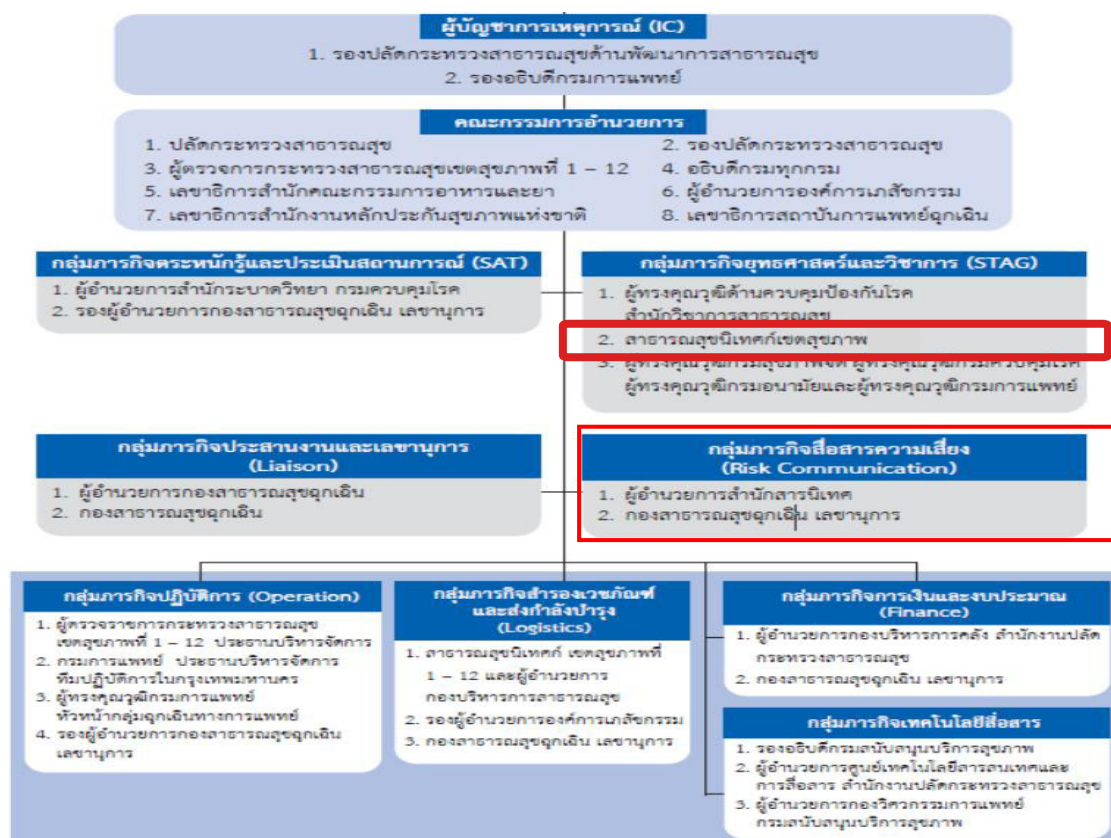 ผู้บัญชาการเหตุการณ์ (IC)
1. รองปลัดกระทรวงสาธารณสุขด้านพัฒนาการสาธารณสุข
2. รองอธิบดีกรมการแพทย์
คณะกรรมการอำนวยการ
1. ปลัดกระทรวงสาธารณสุข
2. รองปลัดกระทรวงสาธารณสุข
3. ผู้ตรวจการกระทรวงสาธารณสุขเขตสุขภาพที่ 1 – 12
4. อธิบดีกรมทุกกรม
5. เลขาธิการสำนักคณะกรรมการอาหารและยา
6. ผู้อำนวยการองค์การเภสัชกรรม
7. เลขาธิการสำนักงานหลักประกันสุขภาพแห่งชาติ
8. เลขาธิการสถาบันการแพทย์ฉุกเฉิน
กลุ่มภารกิจตระหนักรู้และประเมินสถานการณ์ (SAT)
1. ผู้อำนวยการสำนักระบาดวิทยา กรมควบคุมโรค
2. รองผู้อำนวยการกองสาธารณสุขฉุกเฉิน เลขานุการ
กลุ่มภารกิจยุทธศาสตร์และวิชาการ (STAG)
1. ผู้ทรงคุณวุฒิด้านควบคุมป้องกันโรค
สำนักวิชาการสาธารณสุข
2. สาธารณสุขนิเทศก์เขตสุขภาพ
3. ผู้ทรงคุณวุฒิกรมสุขภาพจิต ผู้ทรงคุณวุฒิกรมควบคุมโรค
ผู้ทรงคุณวุฒิกรมอนามัยและผู้ทรงคุณวุฒิกรมการแพทย์
กลุ่มภารกิจประสานงานและเลขานุการ
(Liaison)
1. ผู้อำนวยการกองสาธารณสุขฉุกเฉิน
2. กองสาธารณสุขฉุกเฉิน
กลุ่มภารกิจสื่อสารความเสี่ยง
(Risk Communication)
1. ผู้อำนวยการสำนักสารนิเทศ
2. กองสาธารณสุขฉุกเฉิน เลขานุการ
กลุ่มภารกิจปฏิบัติการ (Operation)
1. ผู้ตรวจราชการกระทรวงสาธารณสุข
เขตสุขภาพที่ 1 – 12 ประธานบริหารจัดการ
2. กรมการแพทย์ ประธานบริหารจัดการ
ทีมปฏิบัติการในกรุงเทพมหานคร
3. ผู้ทรงคุณวุฒิกรมการแพทย์
หัวหน้ากลุ่มฉุกเฉินทางการแพทย์
4. รองผู้อำนวยการกองสาธารณสุขฉุกเฉิน
เลขานุการ
กลุ่มภารกิจสำรองเวชภัณฑ์
และส่งกำลังบำรุง
(Logistics)
1. สาธารณสุขนิเทศก์ เขตสุขภาพที่
1 – 12 และผู้อำนวยการ
กองบริหารการสาธารณสุข
2. รองผู้อำนวยการองค์การเภสัชกรรม
3. กองสาธารณสุขฉุกเฉิน เลขานุการ
กลุ่มภารกิจการเงินและงบประมาณ
(Finance)
1. ผู้อำนวยการกองบริหารการคลัง สำนักงานปลัด
กระทรวงสาธารณสุข
2. กองสาธารณสุขฉุกเฉิน เลขานุการ
กลุ่มภารกิจเทคโนโลยีสื่อสาร
1. รองอธิบดีกรมสนับสนุนบริการสุขภาพ
2. ผู้อำนวยการศูนย์เทคโนโลยีสารสนเทศและ
การสื่อสาร สำนักงานปลัดกระทรวงสาธารณสุข
3. ผู้อำนวยการกองวิศวกรรมการแพทย์
กรมสนับสนุนบริการสุขภาพ